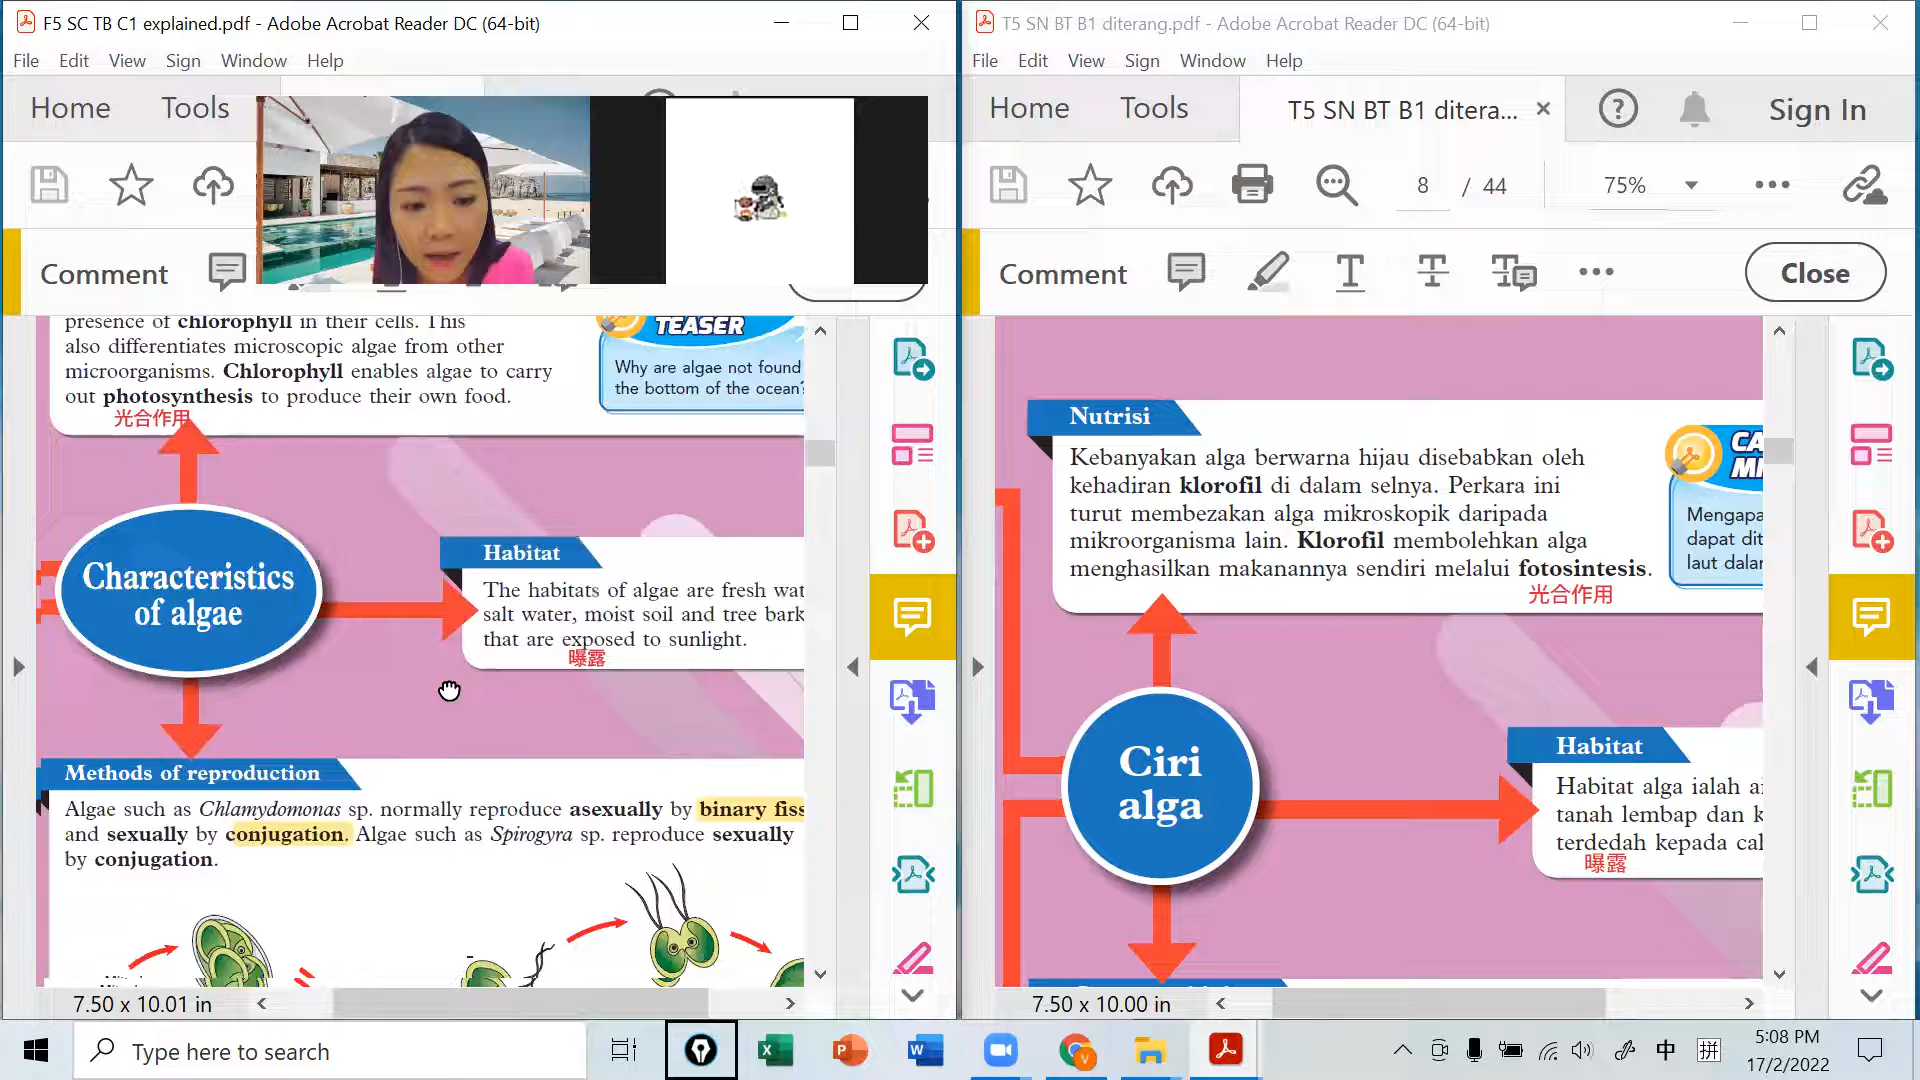 F5 SC TB C1 explained.pdf - Adobe Acrobat Reader DC (64-bit)
File Edit View Sign Window Help
Home Tools
Comment
presence of chlorophyll in their cells. This
also differentiates microscopic algae from other
microorganisms. Chlorophyll enables algae to carry
out photosynthesis to produce their own food.
光合作用
TEASER
Why are algae not found
the bottom of the ocean?
Characteristics
of algae
Habitat
The habitats of algae are fresh wat
salt water, moist soil and tree bark
that are exposed to sunlight.
曝露
Methods of reproduction
Algae such as Chlamydomonas sp. normally reproduce asexually by binary fiss
and sexually by conjugation. Algae such as Spirogyra sp. reproduce sexually
by conjugation.
7.50 x 10.01 in
T5 SN BT B1 diterang.pdf - Adobe Acrobat Reader DC (64-bit)
File Edit View Sign Window Help
Home Tools T5 SN BT B1 ditera... Sign In
8 / 44 75%
Comment Close
Nutrisi
Kebanyakan alga berwarna hijau disebabkan oleh
kehadiran klorofil di dalam selnya. Perkara ini
turut membezakan alga mikroskopik daripada
mikroorganisma lain. Klorofil membolehkan alga
menghasilkan makanannya sendiri melalui fotosintesis.
光合作用
CA
MI
Mengapa
dapat dit
laut dalar
Ciri
alga
Habitat
Habitat alga ialah ai
tanah lembap dan k
terdedah kepada cal
曝露
7.50 x 10.00 in
Type here to search
中 拼
5:08 PM
17/2/2022